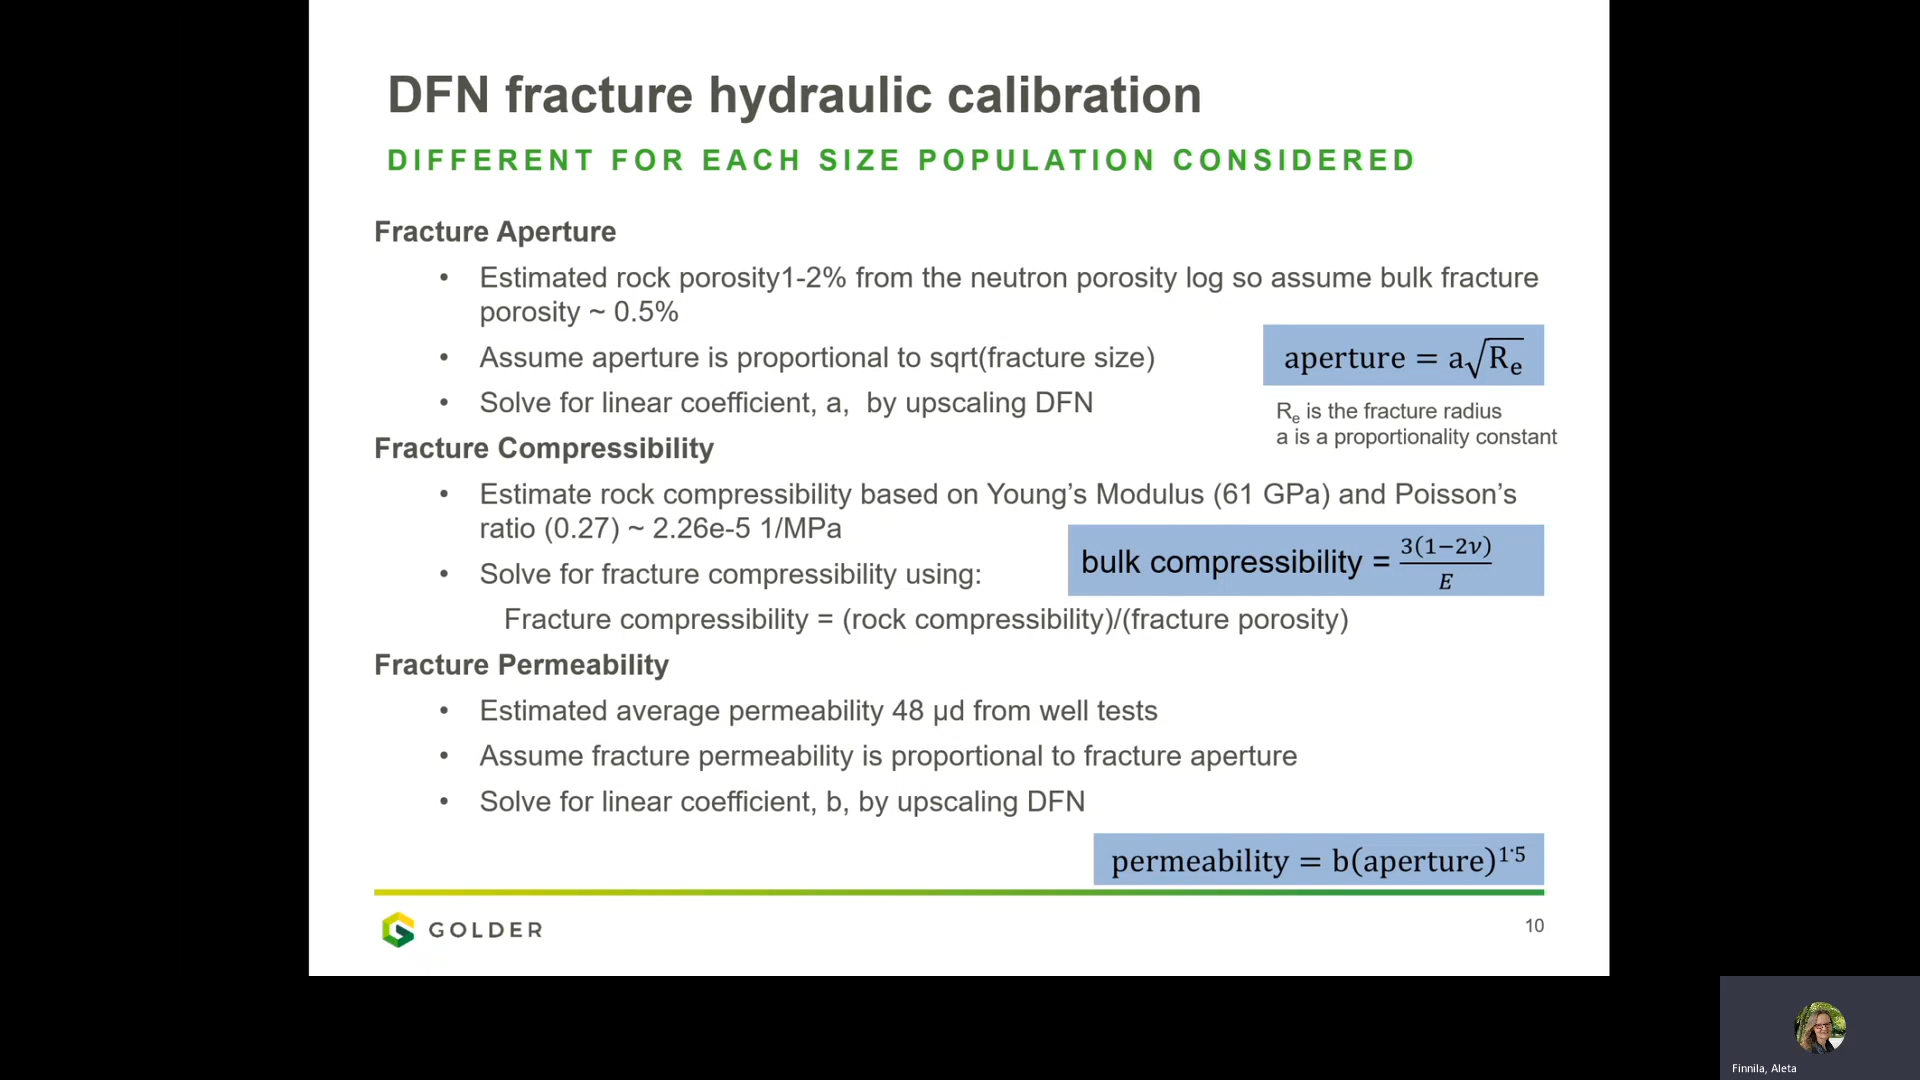 DFN fracture hydraulic calibration
DIFFERENT FOR EACH SIZE POPULATION CONSIDERED
Fracture Aperture
• Estimated rock porosity1-2% from the neutron porosity log so assume bulk fracture
porosity ~ 0.5%
• Assume aperture is proportional to sqrt(fracture size)
aperture = a√Rₑ
• Solve for linear coefficient, a, by upscaling DFN
Rₑ is the fracture radius
a is a proportionality constant
Fracture Compressibility
• Estimate rock compressibility based on Young’s Modulus (61 GPa) and Poisson’s
ratio (0.27) ~ 2.26e-5 1/MPa
bulk compressibility = 3(1−2ν)/E
• Solve for fracture compressibility using:
Fracture compressibility = (rock compressibility)/(fracture porosity)
Fracture Permeability
• Estimated average permeability 48 µd from well tests
• Assume fracture permeability is proportional to fracture aperture
• Solve for linear coefficient, b, by upscaling DFN
permeability = b(aperture)¹·⁵
GOLDER
10
Finnila, Aleta